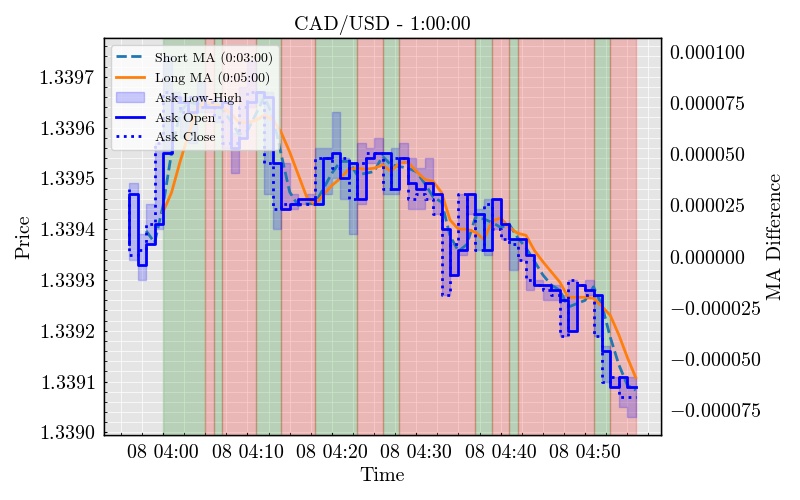 CAD/USD - 1:00:00
Short MA (0:03:00)
Long MA (0:05:00)
Ask Low-High
Ask Open
Ask Close
1.3397
1.3396
1.3395
1.3394
1.3393
1.3392
1.3391
1.3390
Price
0.000100
0.000075
0.000050
0.000025
0.000000
−0.000025
−0.000050
−0.000075
MA Difference
08 04:00 08 04:10 08 04:20 08 04:30 08 04:40 08 04:50
Time